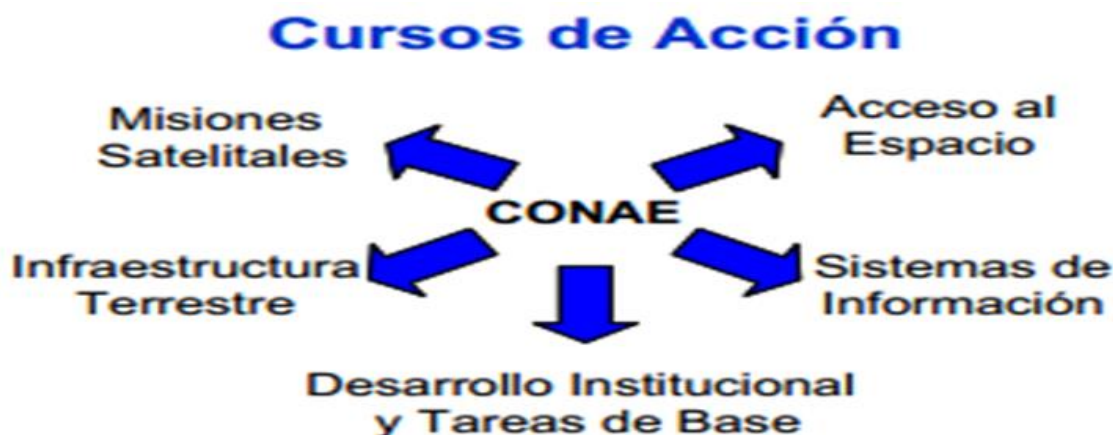 Cursos de Acción
Misiones
Satelitales
Acceso al
Espacio
CONAE
Infraestructura
Terrestre
Sistemas de
Información
Desarrollo Institucional
y Tareas de Base